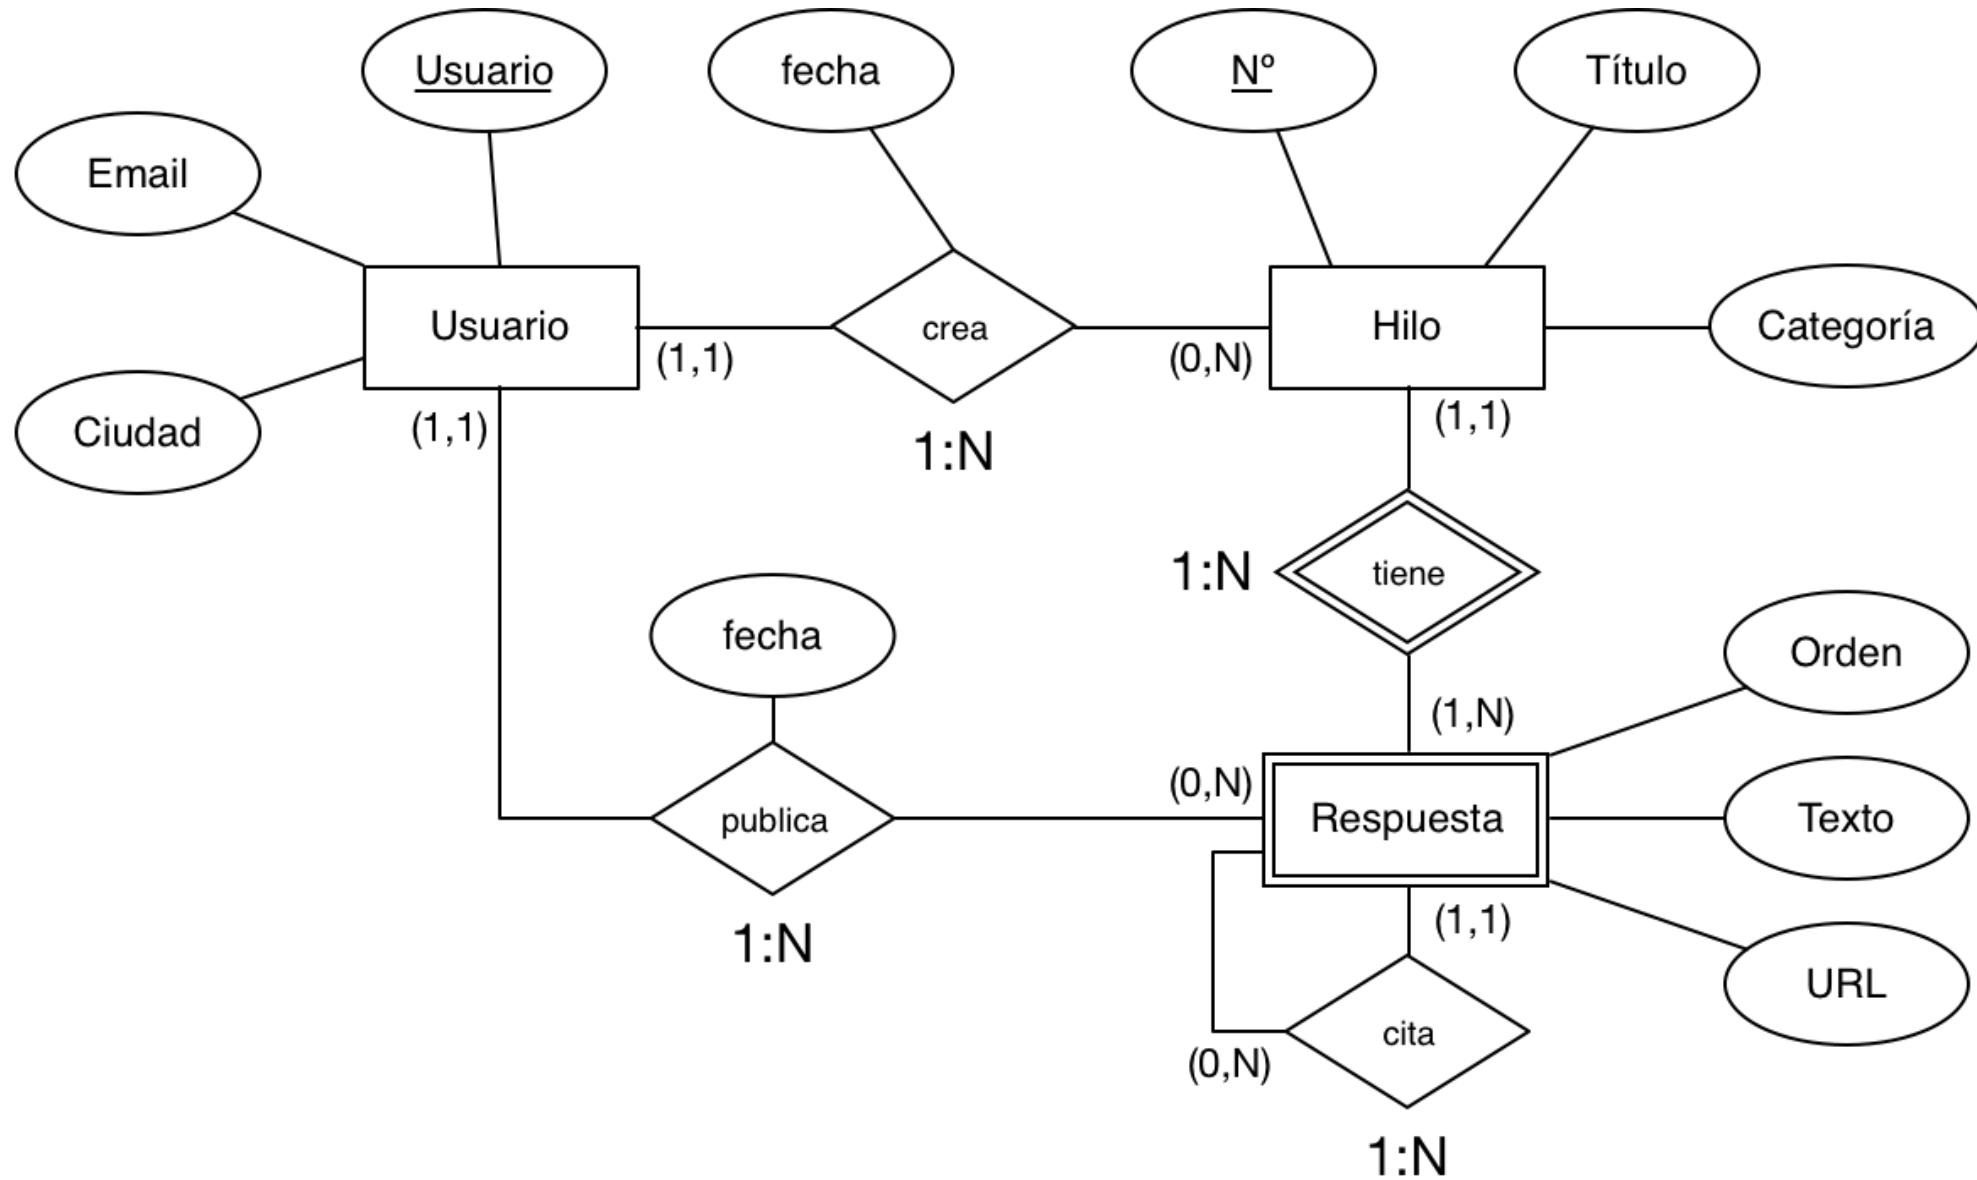 Usuario
fecha
Nº
Título
Email
Usuario
crea
Hilo
Categoría
(1,1)
(0,N)
Ciudad
(1,1)
(1,1)
1:N
1:N
tiene
fecha
Orden
(1,N)
(0,N)
publica
Respuesta
Texto
(1,1)
1:N
URL
cita
(0,N)
1:N